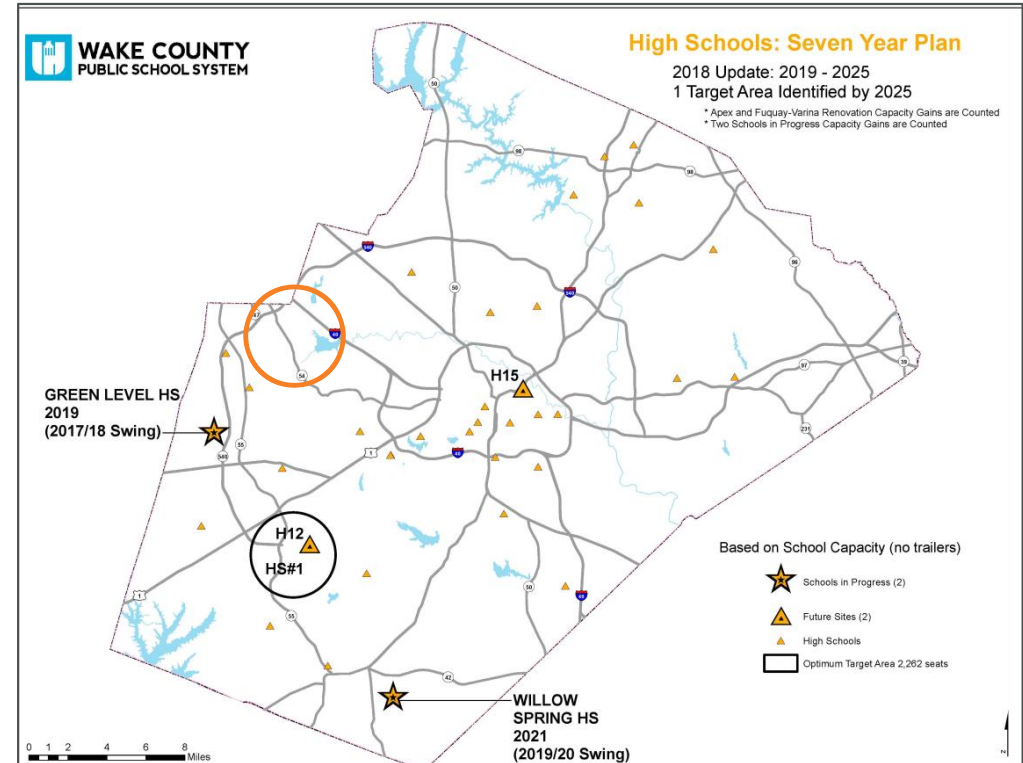 WAKE COUNTY
PUBLIC SCHOOL SYSTEM
High Schools: Seven Year Plan
2018 Update: 2019 - 2025
1 Target Area Identified by 2025
* Apex and Fuquay-Varina Renovation Capacity Gains are Counted
* Two Schools in Progress Capacity Gains are Counted
50
98
98
540
96
50
540
47
40
54
H15
97
39
GREEN LEVEL HS
2019
(2017/18 Swing)
55
540
1
40
231
H12
HS#1
Based on School Capacity (no trailers)
Schools in Progress (2)
Future Sites (2)
High Schools
Optimum Target Area 2,262 seats
50
40
1
55
42
WILLOW
SPRING HS
2021
(2019/20 Swing)
0 1 2 4 6 8
Miles
N